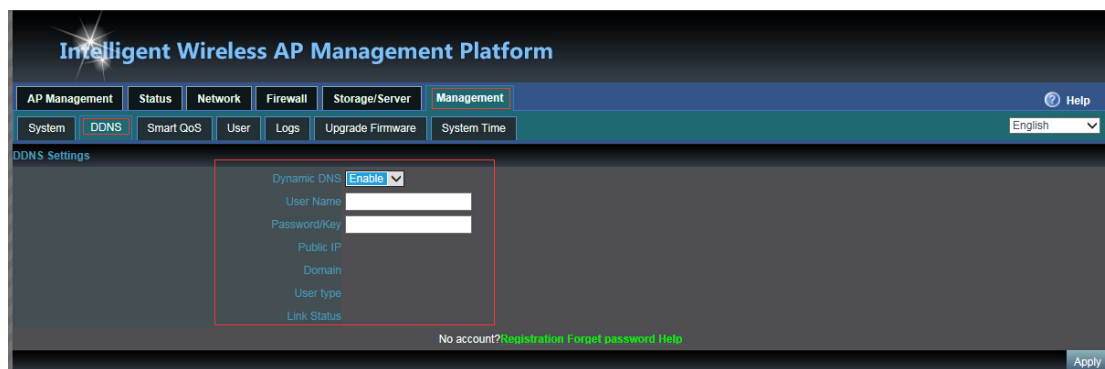 Intelligent Wireless AP Management Platform
AP Management Status Network Firewall Storage/Server Management Help
System DDNS Smart QoS User Logs Upgrade Firmware System Time English
DDNS Settings
Dynamic DNS Enable
User Name
Password/Key
Public IP
Domain
User type
Link Status
No account?Registration Forget password Help
Apply